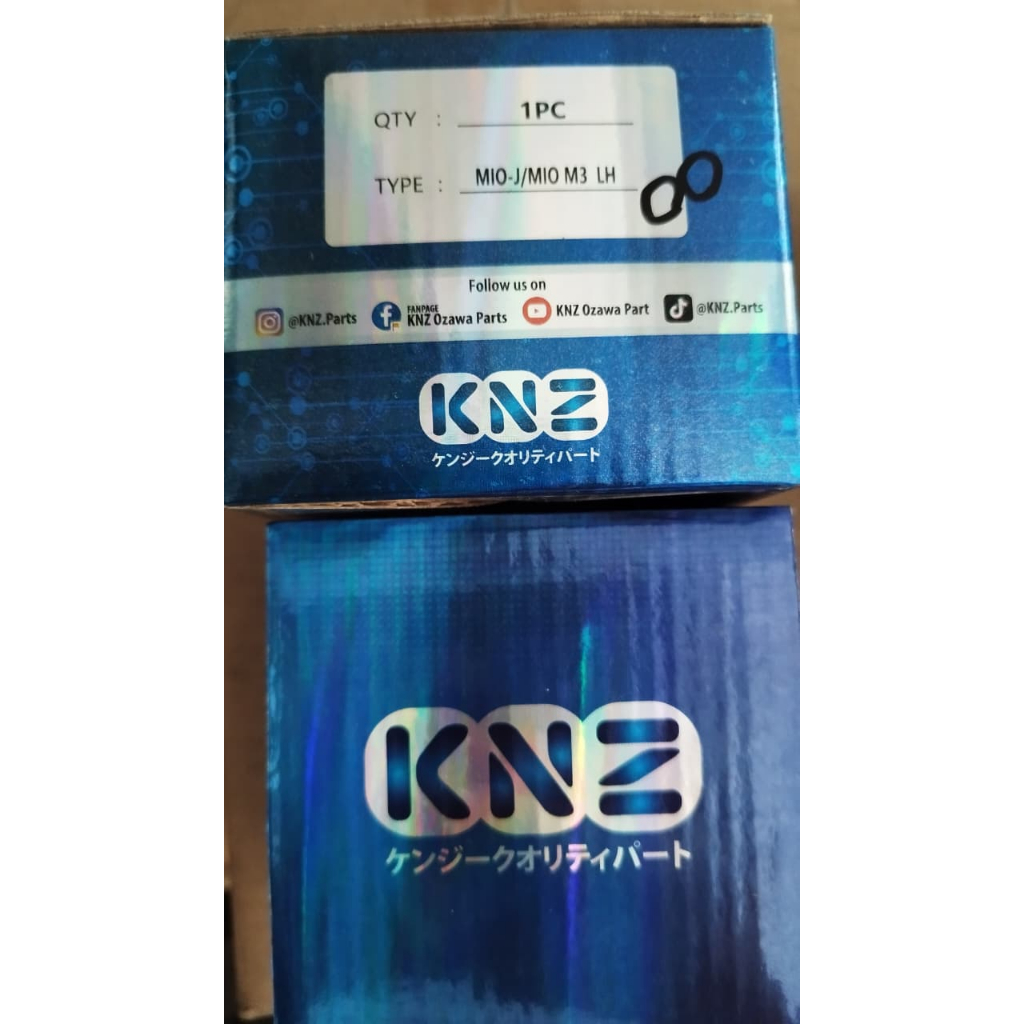 QTY : 1PC
TYPE : MIO-J/MIO M3 LH
00
Follow us on
@KNZ.Parts FANPAGE KNZ Ozawa Parts KNZ Ozawa Part @KNZ.Parts
KNZ
ケンジークオリティパート
KNZ
ケンジークオリティパート